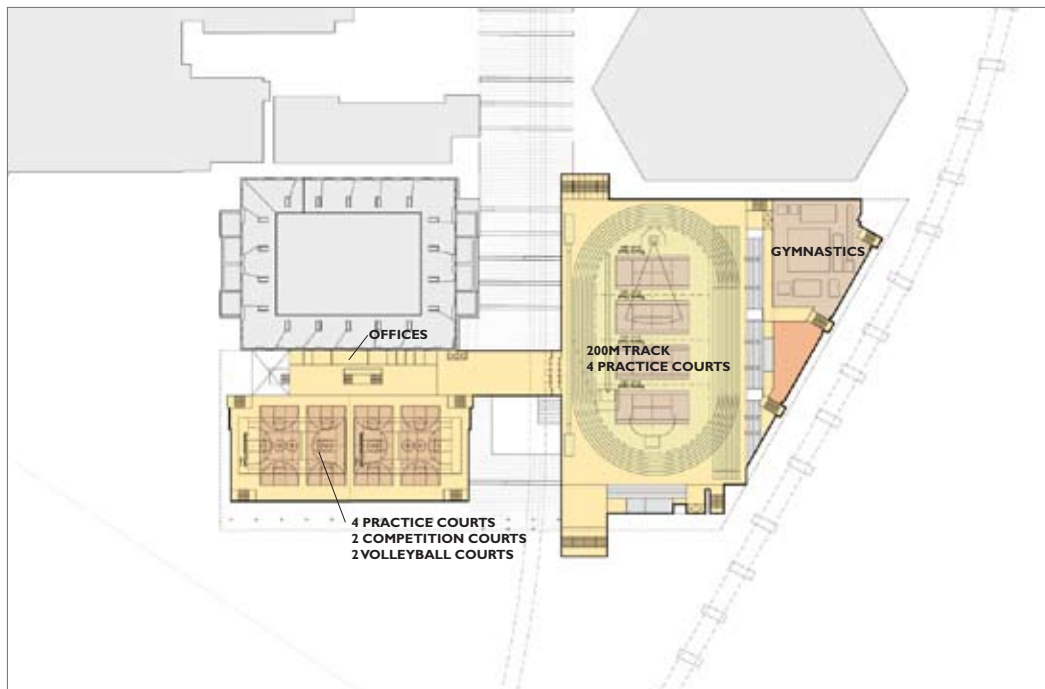 GYMNASTICS
OFFICES
200M TRACK
4 PRACTICE COURTS
4 PRACTICE COURTS
2 COMPETITION COURTS
2 VOLLEYBALL COURTS